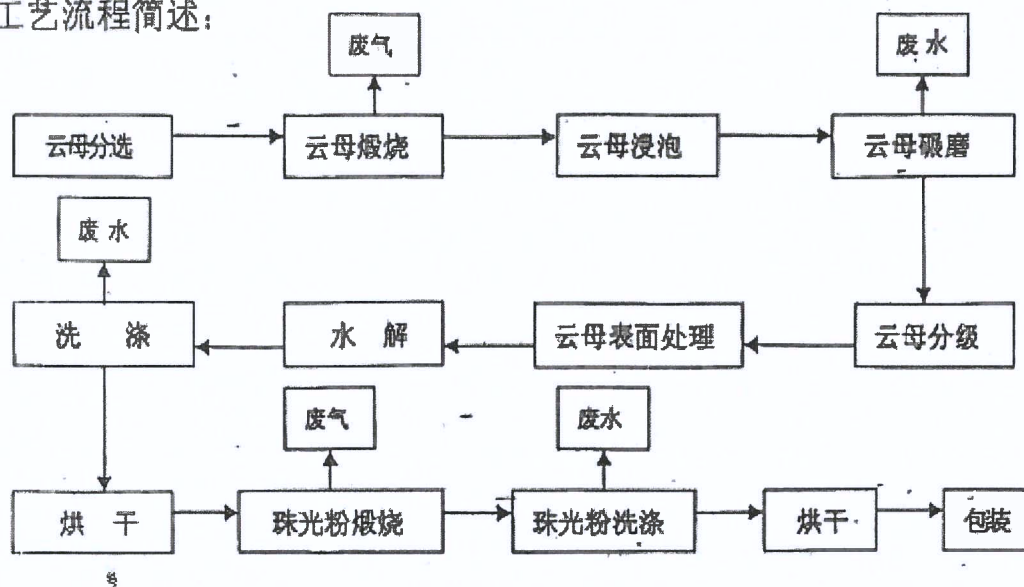 工艺流程简述：
废气
废水
云母分选
云母煅烧
云母浸泡
云母碾磨
废水
洗涤
水解
云母表面处理
云母分级
废气
废水
烘干
珠光粉煅烧
珠光粉洗涤
烘干
包装